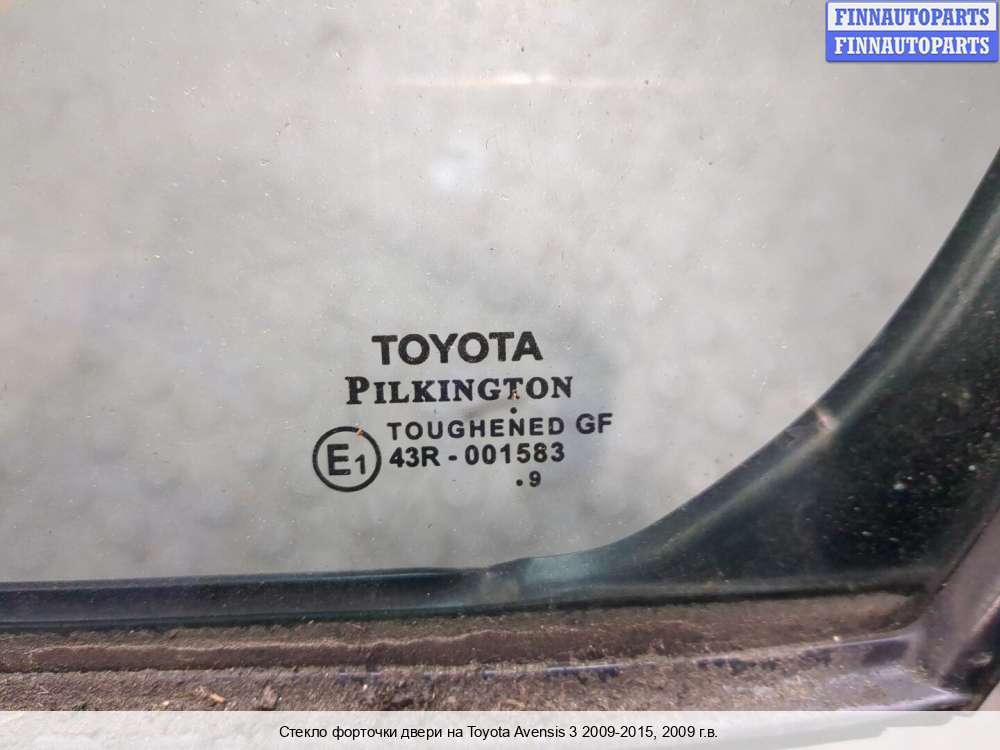 FINNAUTOPARTS
FINNAUTOPARTS
TOYOTA
PILKINGTON
TOUGHENED GF
E1 43R - 001583
. 9
Стекло форточки двери на Toyota Avensis 3 2009-2015, 2009 г.в.